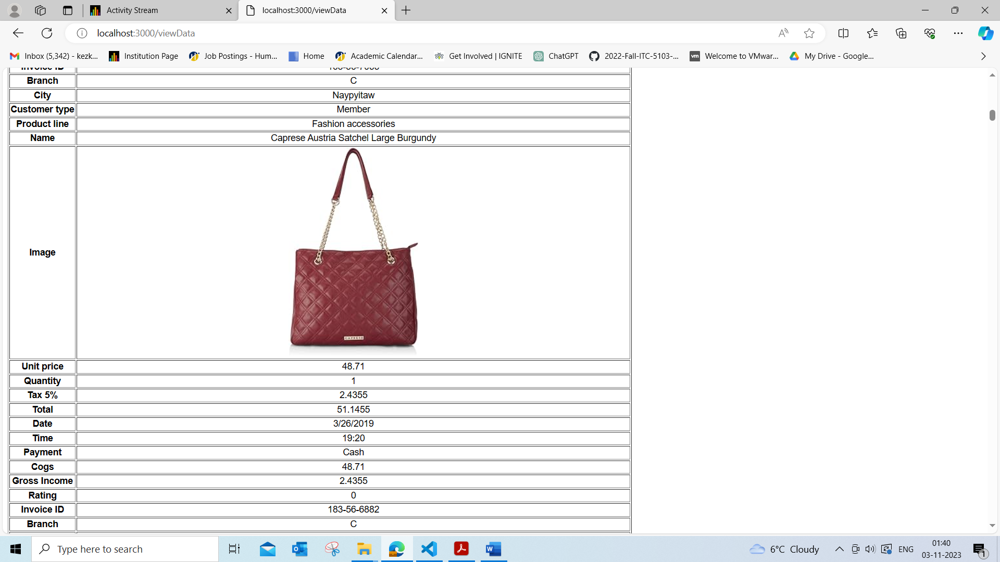 Activity Stream
localhost:3000/viewData
localhost:3000/viewData
Inbox (5,342) - kezk...
Institution Page
Job Postings - Hum...
Home
Academic Calendar...
Get Involved | IGNITE
ChatGPT
2022-Fall-ITC-5103-...
vm
Welcome to VMwar...
My Drive - Google...
Invoice ID
Branch C
City Naypyitaw
Customer type Member
Product line Fashion accessories
Name Caprese Austria Satchel Large Burgundy
Image
CAPRESE
Unit price 48.71
Quantity 1
Tax 5% 2.4355
Total 51.1455
Date 3/26/2019
Time 19:20
Payment Cash
Cogs 48.71
Gross Income 2.4355
Rating 0
Invoice ID 183-56-6882
Branch C
Type here to search
6°C Cloudy
ENG
01:40
03-11-2023
1